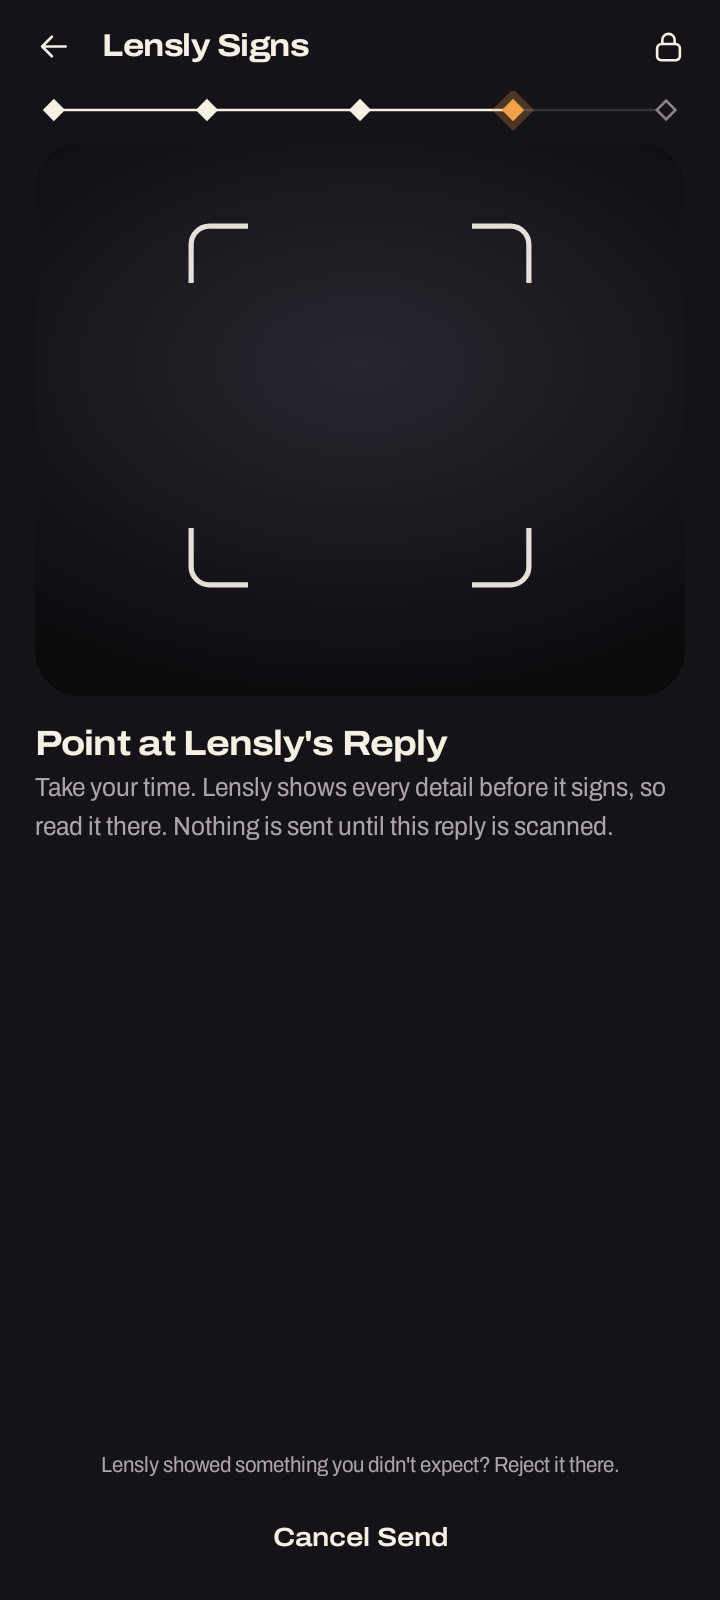 Lensly Signs
Point at Lensly's Reply
Take your time. Lensly shows every detail before it signs, so
read it there. Nothing is sent until this reply is scanned.
Lensly showed something you didn't expect? Reject it there.
Cancel Send